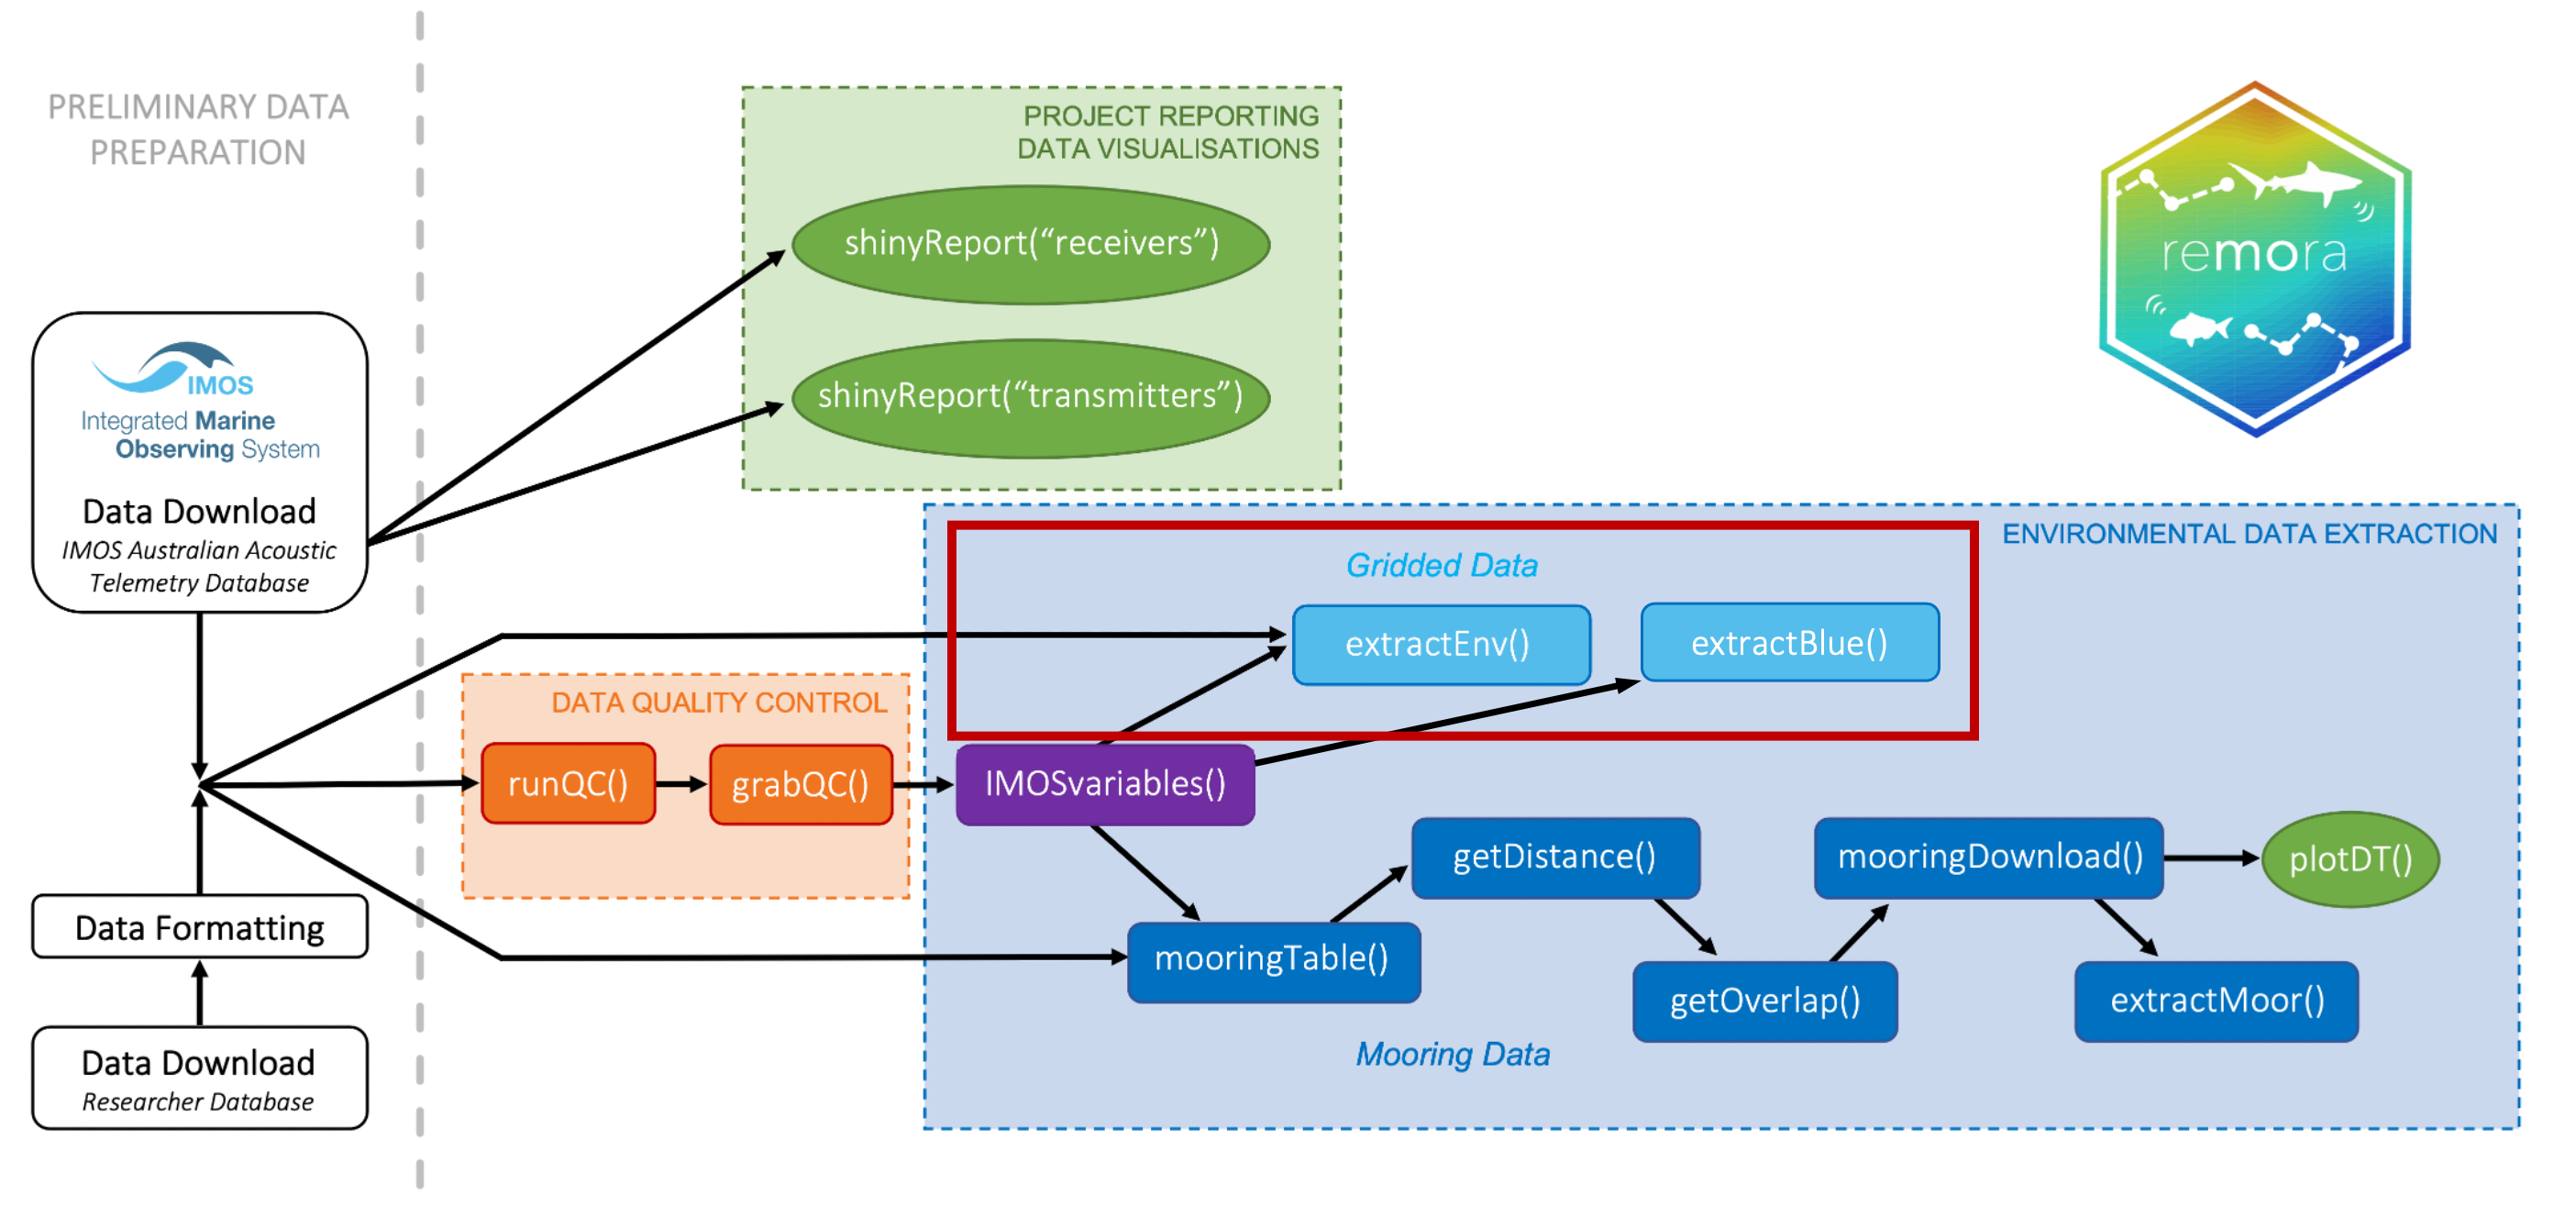 PRELIMINARY DATA
PREPARATION
PROJECT REPORTING
DATA VISUALISATIONS
shinyReport(“receivers”)
shinyReport(“transmitters”)
remora
IMOS
Integrated Marine
Observing System
Data Download
IMOS Australian Acoustic
Telemetry Database
ENVIRONMENTAL DATA EXTRACTION
Gridded Data
extractEnv()
extractBlue()
DATA QUALITY CONTROL
runQC()
grabQC()
IMOSvariables()
getDistance()
mooringDownload()
plotDT()
mooringTable()
getOverlap()
extractMoor()
Mooring Data
Data Formatting
Data Download
Researcher Database